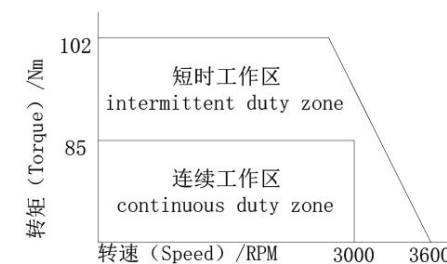 转矩（Torque）/Nm
102
短时工作区
intermittent duty zone
85
连续工作区
continuous duty zone
转速（Speed）/RPM
3000
3600